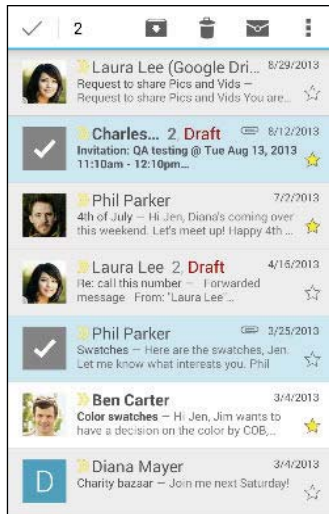 2
Laura Lee (Google Dri... 8/29/2013
Request to share Pics and Vids –
Request to share Pics and Vids You are...
Charles... 2, Draft 8/12/2013
Invitation: QA testing @ Tue Aug 13, 2013
11:10am - 12:10pm...
Phil Parker 7/2/2013
4th of July – Hi Jen, Diana's coming over
this weekend. Let's meet up! Happy 4th ...
Laura Lee 2, Draft 4/16/2013
Re: call this number – Forwarded
message From: "Laura Lee"...
Phil Parker 3/25/2013
Swatches – Here are the swatches, Jen.
Let me know what interests you. Phil
Ben Carter 3/4/2013
Color swatches – Hi Jen, Jim wants to
have a decision on the color by COB,...
D Diana Mayer 3/4/2013
Charity bazaar – Join me next Saturday!